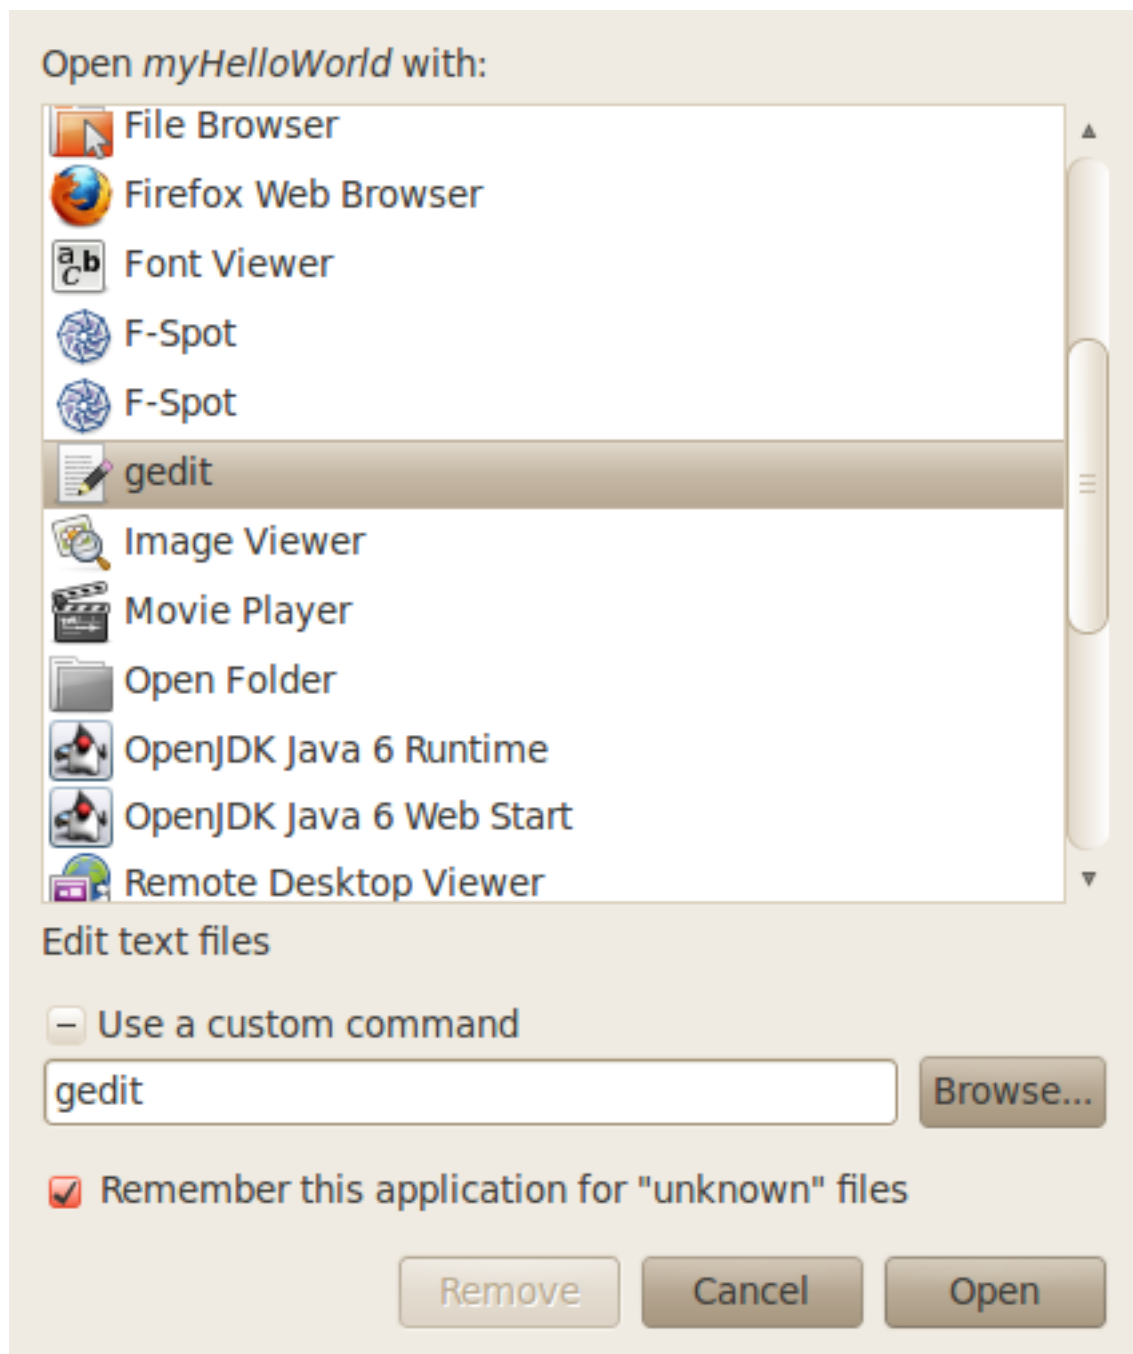 Open myHelloWorld with:
File Browser
Firefox Web Browser
Font Viewer
F-Spot
F-Spot
gedit
Image Viewer
Movie Player
Open Folder
OpenJDK Java 6 Runtime
OpenJDK Java 6 Web Start
Remote Desktop Viewer
Edit text files
Use a custom command
gedit Browse...
Remember this application for "unknown" files
Remove Cancel Open